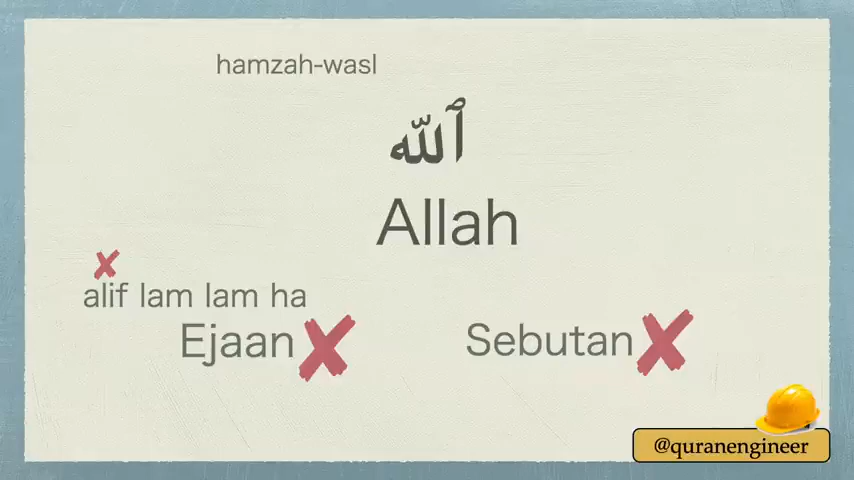 hamzah-wasl
ٱللّه
Allah
alif lam lam ha
Ejaan
Sebutan
@quranengineer